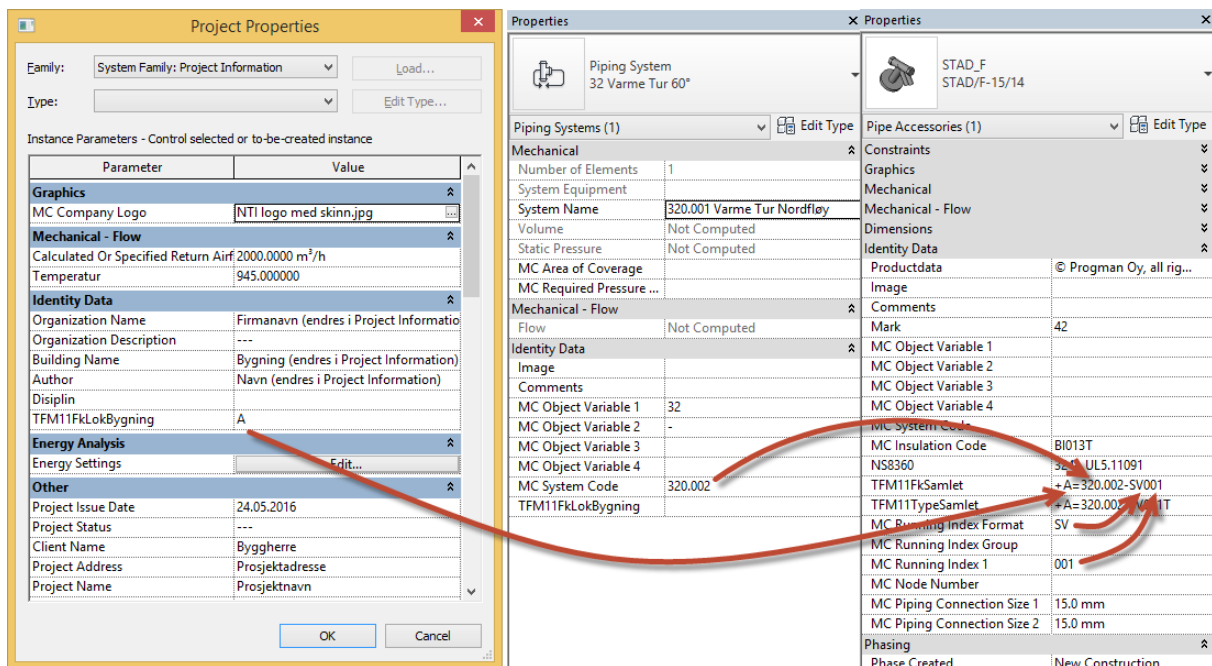 Project Properties
Family: System Family: Project Information Load...
Type: Edit Type...
Instance Parameters - Control selected or to-be-created instance
Parameter Value
Graphics
MC Company Logo NTI logo med skinn.jpg ...
Mechanical - Flow
Calculated Or Specified Return Airf 2000.0000 m³/h
Temperatur 945.000000
Identity Data
Organization Name Firmanavn (endres i Project Informatio
Organization Description ---
Building Name Bygning (endres i Project Information)
Author Navn (endres i Project Information)
Disiplin
TFM11FkLokBygning A
Energy Analysis
Energy Settings Edit...
Other
Project Issue Date 24.05.2016
Project Status ---
Client Name Byggherre
Project Address Prosjektadresse
Project Name Prosjektnavn
OK Cancel
Properties
Piping System
32 Varme Tur 60°
Piping Systems (1) Edit Type
Mechanical
Number of Elements 1
System Equipment
System Name 320.001 Varme Tur Nordfløy
Volume Not Computed
Static Pressure Not Computed
MC Area of Coverage
MC Required Pressure ...
Mechanical - Flow
Flow Not Computed
Identity Data
Image
Comments
MC Object Variable 1 32
MC Object Variable 2 -
MC Object Variable 3
MC Object Variable 4
MC System Code 320.002
TFM11FkLokBygning
Properties
STAD_F
STAD/F-15/14
Pipe Accessories (1) Edit Type
Constraints
Graphics
Mechanical
Mechanical - Flow
Dimensions
Identity Data
Productdata © Progman Oy, all rig...
Image
Comments
Mark 42
MC Object Variable 1
MC Object Variable 2
MC Object Variable 3
MC Object Variable 4
MC System Code
MC Insulation Code BI013T
NS8360 UL5.11091
TFM11FkSamlet +A=320.002-SV001
TFM11TypeSamlet
MC Running Index Format SV
MC Running Index Group
MC Running Index 1 001
MC Node Number
MC Piping Connection Size 1 15.0 mm
MC Piping Connection Size 2 15.0 mm
Phasing
Phase Created New Construction